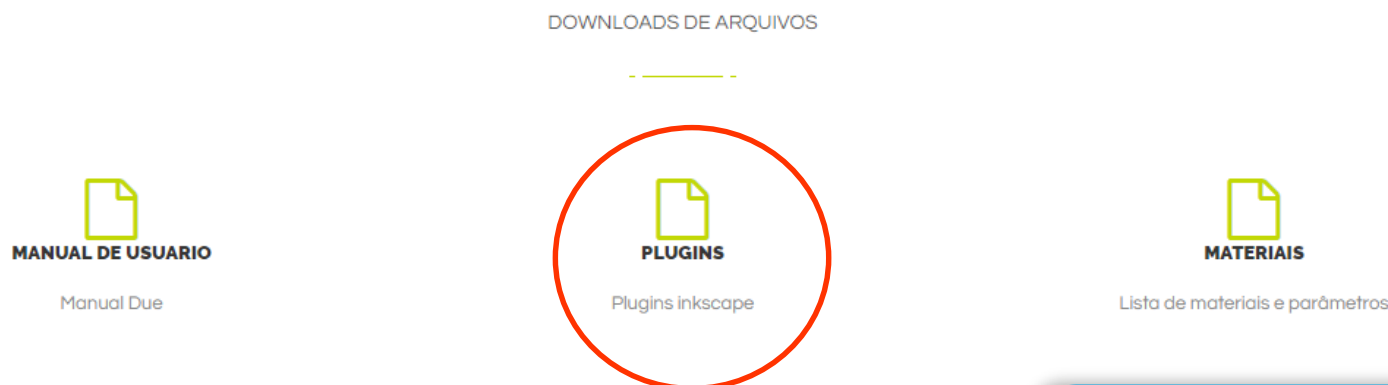 DOWNLOADS DE ARQUIVOS
MANUAL DE USUARIO
Manual Due
PLUGINS
Plugins inkscape
MATERIAIS
Lista de materiais e parâmetros